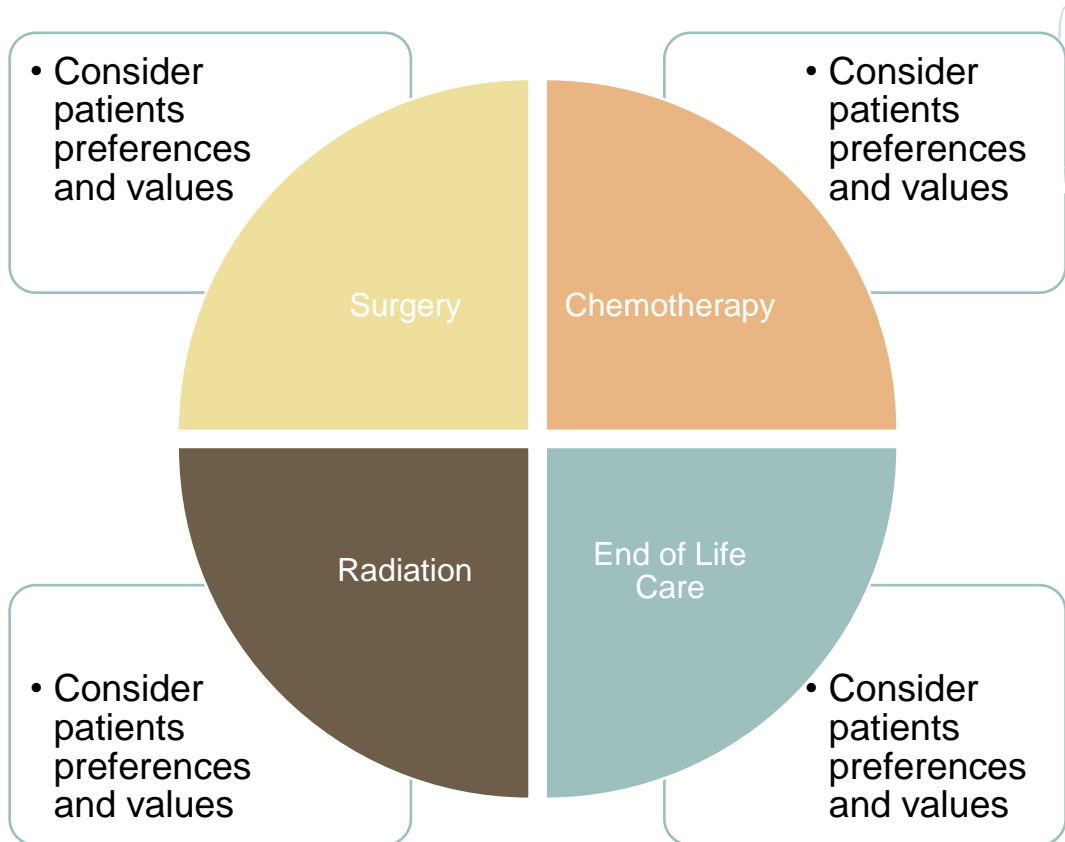 • Consider
patients
preferences
and values
• Consider
patients
preferences
and values
Surgery
Chemotherapy
Radiation
End of Life
Care
• Consider
patients
preferences
and values
• Consider
patients
preferences
and values